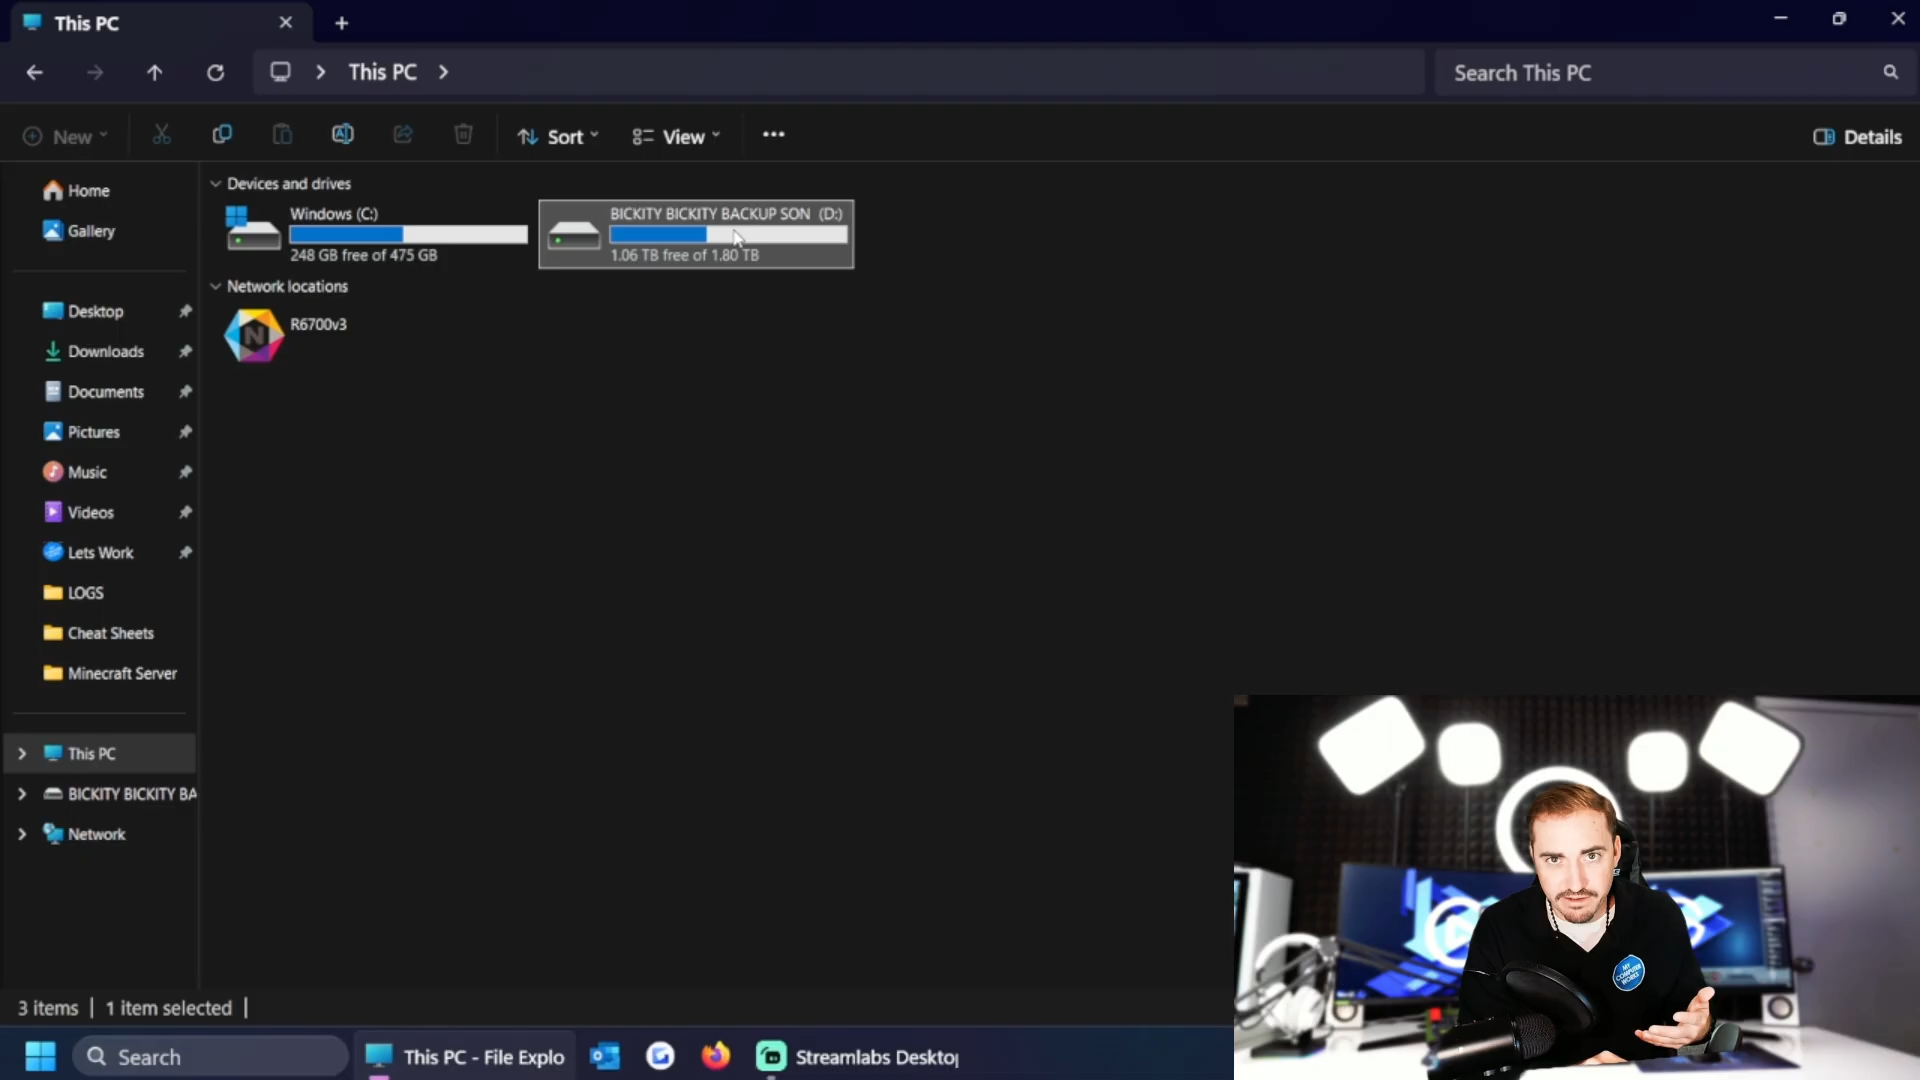 This PC
This PC
Search This PC
New
Sort
View
Details
Home
Gallery
Desktop
Downloads
Documents
Pictures
Music
Videos
Lets Work
LOGS
Cheat Sheets
Minecraft Server
This PC
BICKITY BICKITY BA
Network
Devices and drives
Windows (C:)
248 GB free of 475 GB
BICKITY BICKITY BACKUP SON (D:)
1.06 TB free of 1.80 TB
Network locations
N
R6700v3
MY
COMPUTER
WORKS
3 items
1 item selected
Search
This PC - File Explo
Streamlabs Deskto